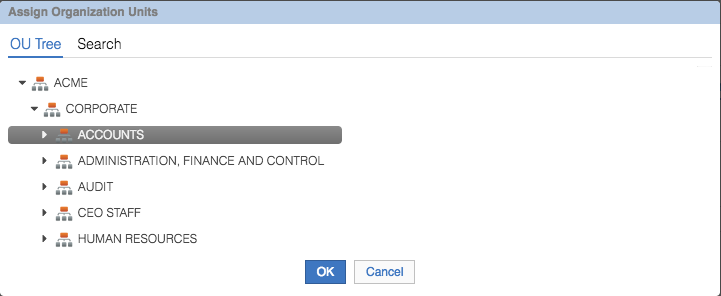 Assign Organization Units
OU Tree Search
ACME
CORPORATE
ACCOUNTS
ADMINISTRATION, FINANCE AND CONTROL
AUDIT
CEO STAFF
HUMAN RESOURCES
OK Cancel